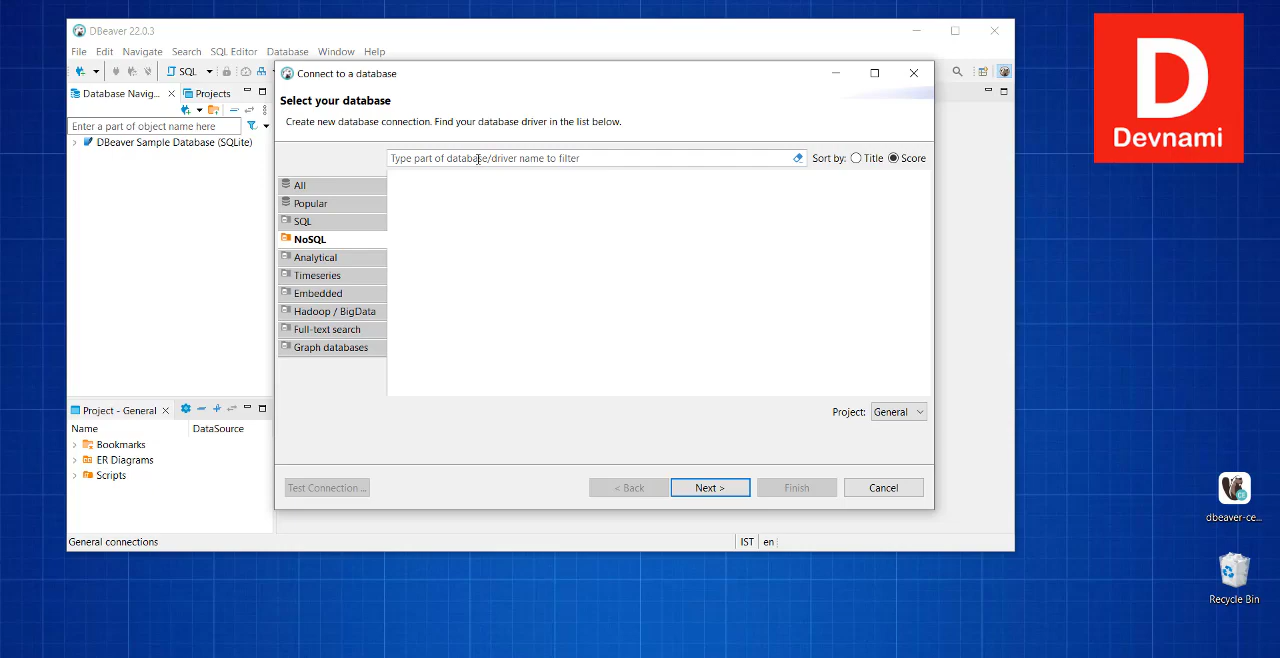 DBeaver 22.0.3
File Edit Navigate Search SQL Editor Database Window Help
SQL
Database Navig... Projects
Enter a part of object name here
DBeaver Sample Database (SQLite)
Connect to a database
Select your database
Create new database connection. Find your database driver in the list below.
Type part of database/driver name to filter
Sort by: Title Score
All
Popular
SQL
NoSQL
Analytical
Timeseries
Embedded
Hadoop / BigData
Full-text search
Graph databases
Project: General
Test Connection ... < Back Next > Finish Cancel
Project - General
Name DataSource
Bookmarks
ER Diagrams
Scripts
General connections
IST en
D
Devnami
CE
dbeaver-ce...
Recycle Bin